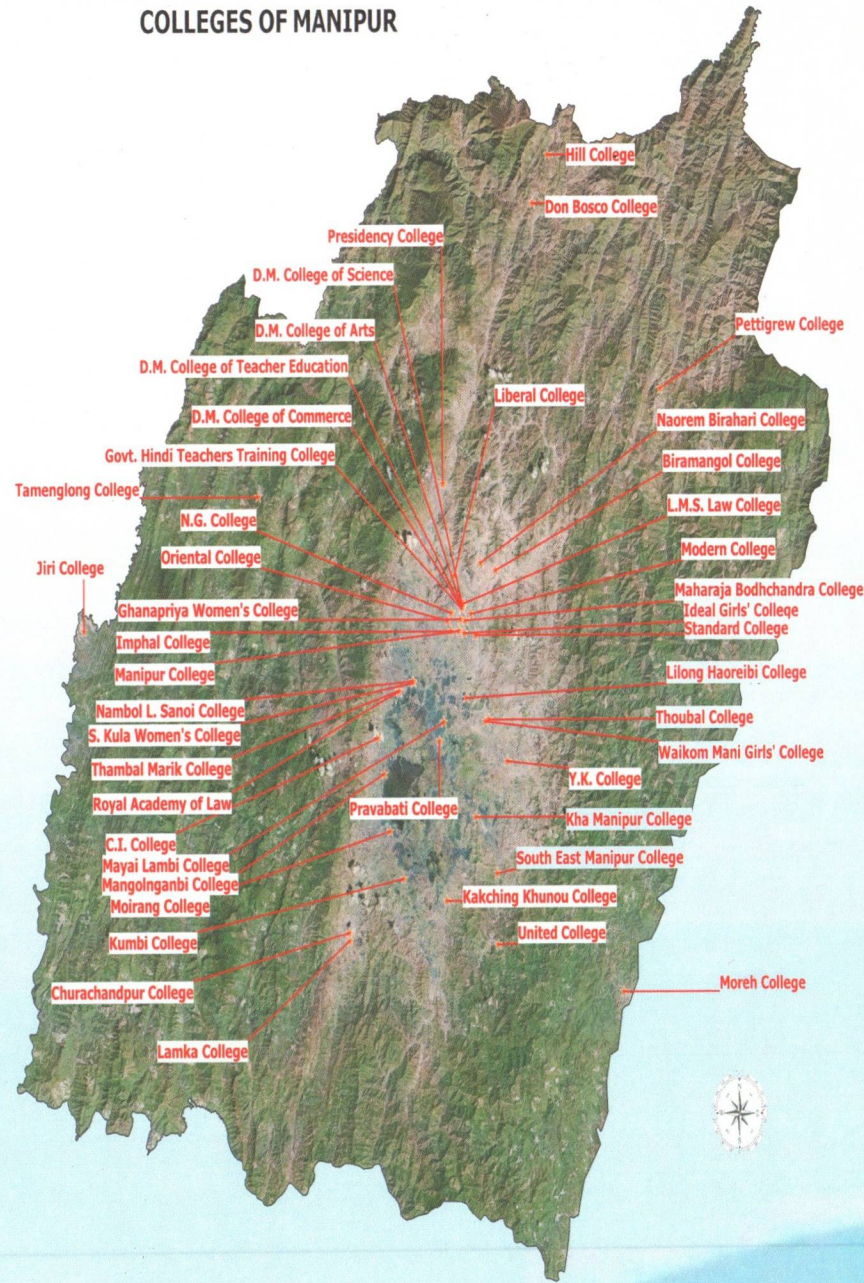 COLLEGES OF MANIPUR
Hill College
Don Bosco College
Presidency College
D.M. College of Science
Pettigrew College
D.M. College of Arts
D.M. College of Teacher Education
Liberal College
D.M. College of Commerce
Naorem Birahari College
Govt. Hindi Teachers Training College
Biramangol College
Tamenglong College
L.M.S. Law College
N.G. College
Modern College
Oriental College
Jiri College
Maharaja Bodhchandra College
Ghanapriya Women's College
Ideal Girls' College
Standard College
Imphal College
Manipur College
Lilong Haoreibi College
Nambol L. Sanoi College
Thoubal College
S. Kula Women's College
Waikom Mani Girls' College
Thambal Marik College
Y.K. College
Royal Academy of Law
Pravabati College
Kha Manipur College
C.I. College
South East Manipur College
Mayai Lambi College
Mangolnganbi College
Kakching Khunou College
Moirang College
United College
Kumbi College
Moreh College
Churachandpur College
Lamka College
N